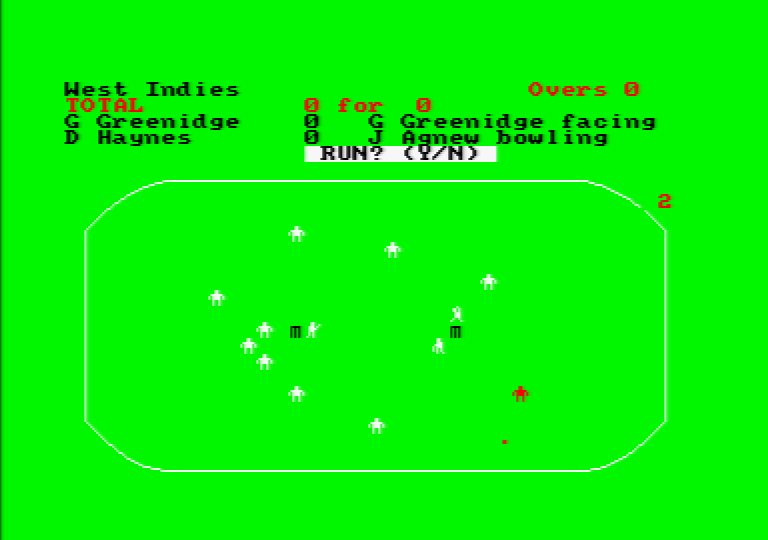 West Indies Overs 0
TOTAL 0 for 0
G Greenidge 0 G Greenidge facing
D Haynes 0 J Agnew bowling
RUN? (Y/N)
2
m m